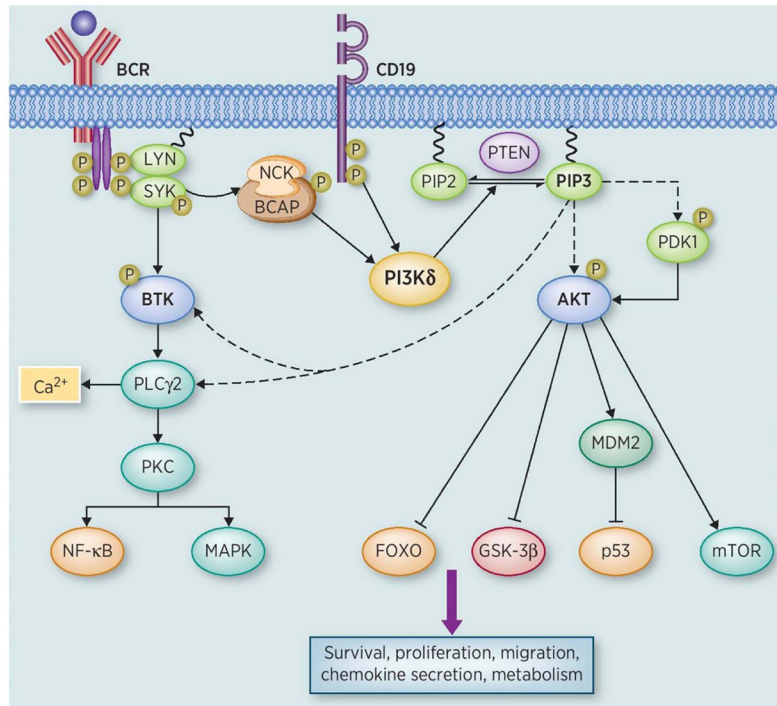 BCR
CD19
P
P
P
P
LYN
SYK
P
NCK
BCAP
P
P
P
PIP2
PTEN
PIP3
P
PDK1
P
BTK
PI3Kδ
P
AKT
Ca²⁺
PLCγ2
MDM2
PKC
NF-κB
MAPK
FOXO
GSK-3β
p53
mTOR
Survival, proliferation, migration,
chemokine secretion, metabolism